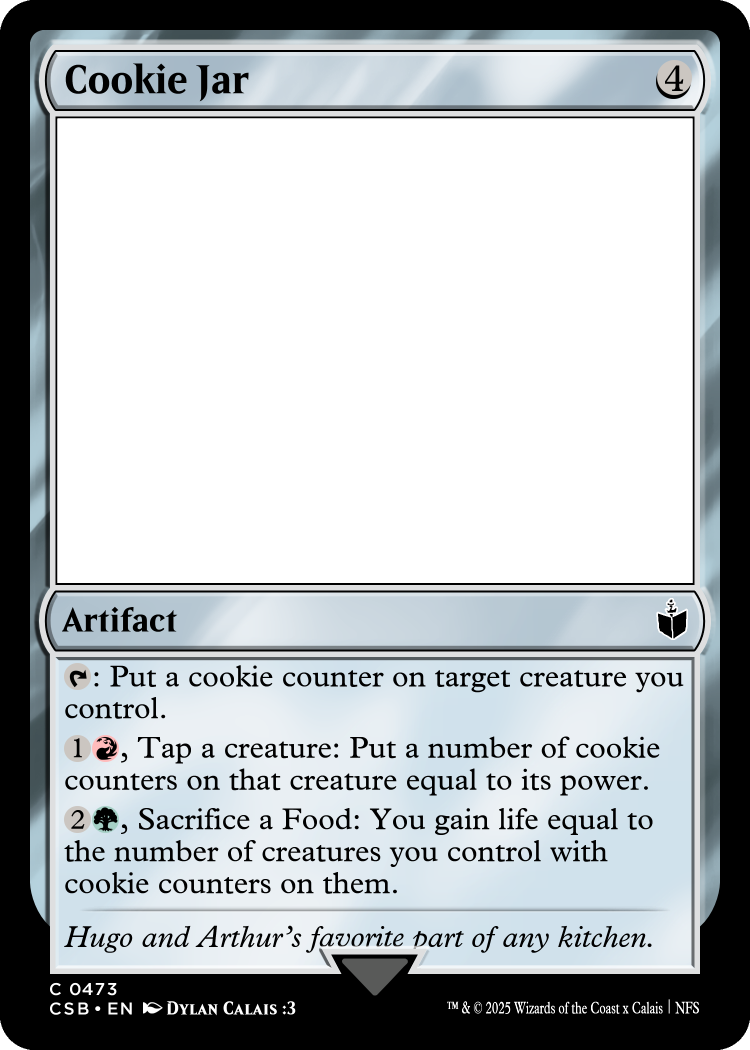 Cookie Jar 4
Artifact
: Put a cookie counter on target creature you
control.
1, Tap a creature: Put a number of cookie
counters on that creature equal to its power.
2, Sacrifice a Food: You gain life equal to
the number of creatures you control with
cookie counters on them.
Hugo and Arthur's favorite part of any kitchen.
C 0473
CSB • EN Dylan Calais :3
™ & © 2025 Wizards of the Coast x Calais | NFS